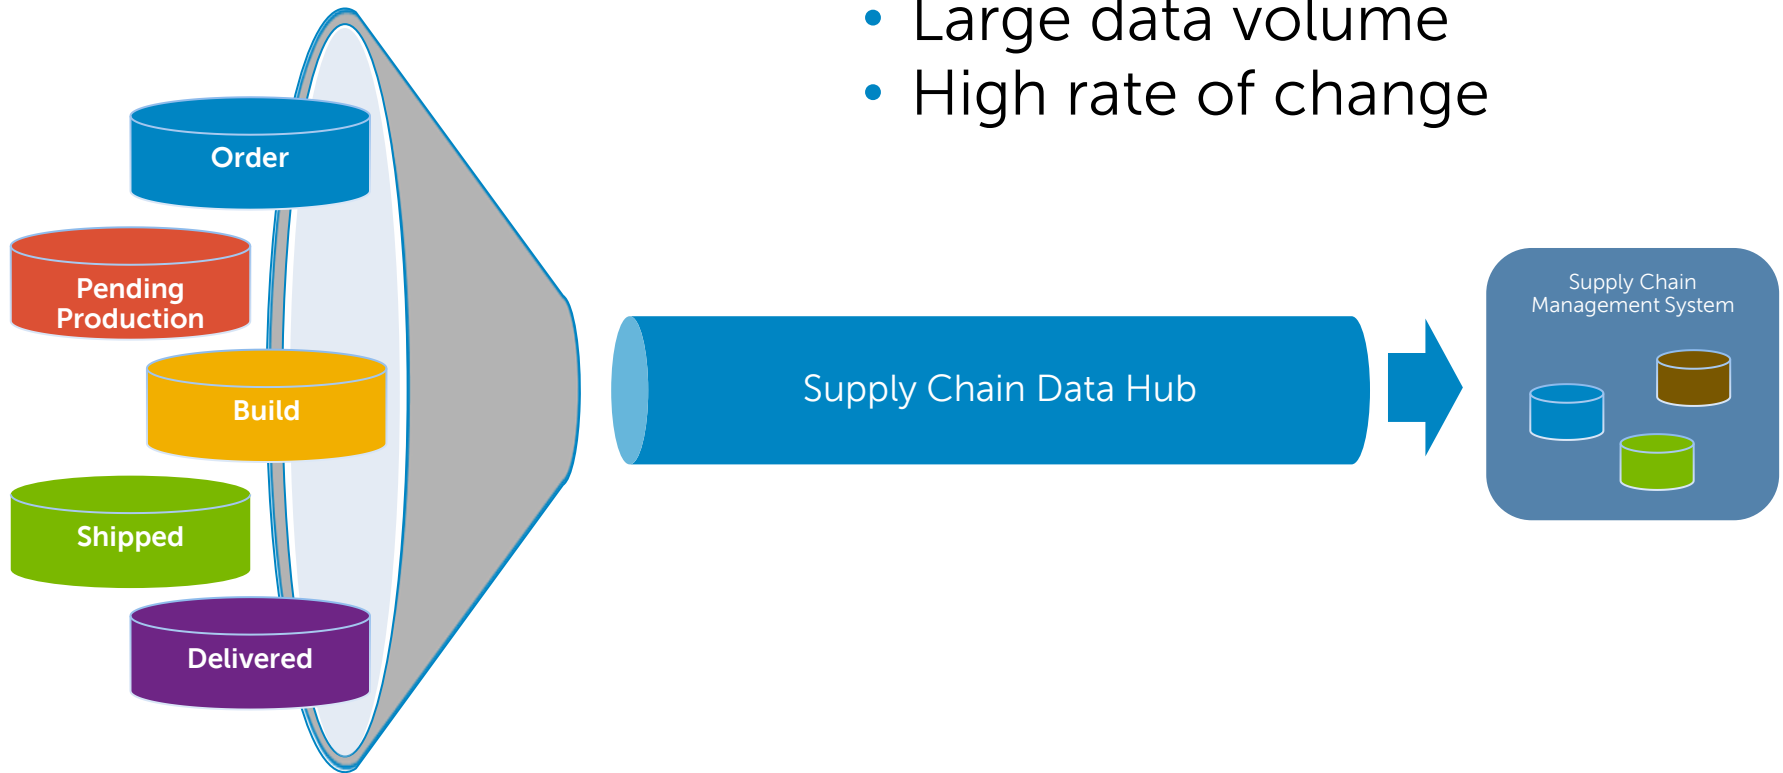 • Large data volume
• High rate of change
Order
Pending
Production
Build
Shipped
Delivered
Supply Chain Data Hub
Supply Chain
Management System